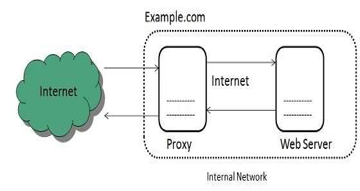 Example.com
Internet
Internet
Proxy
Web Server
Internal Network